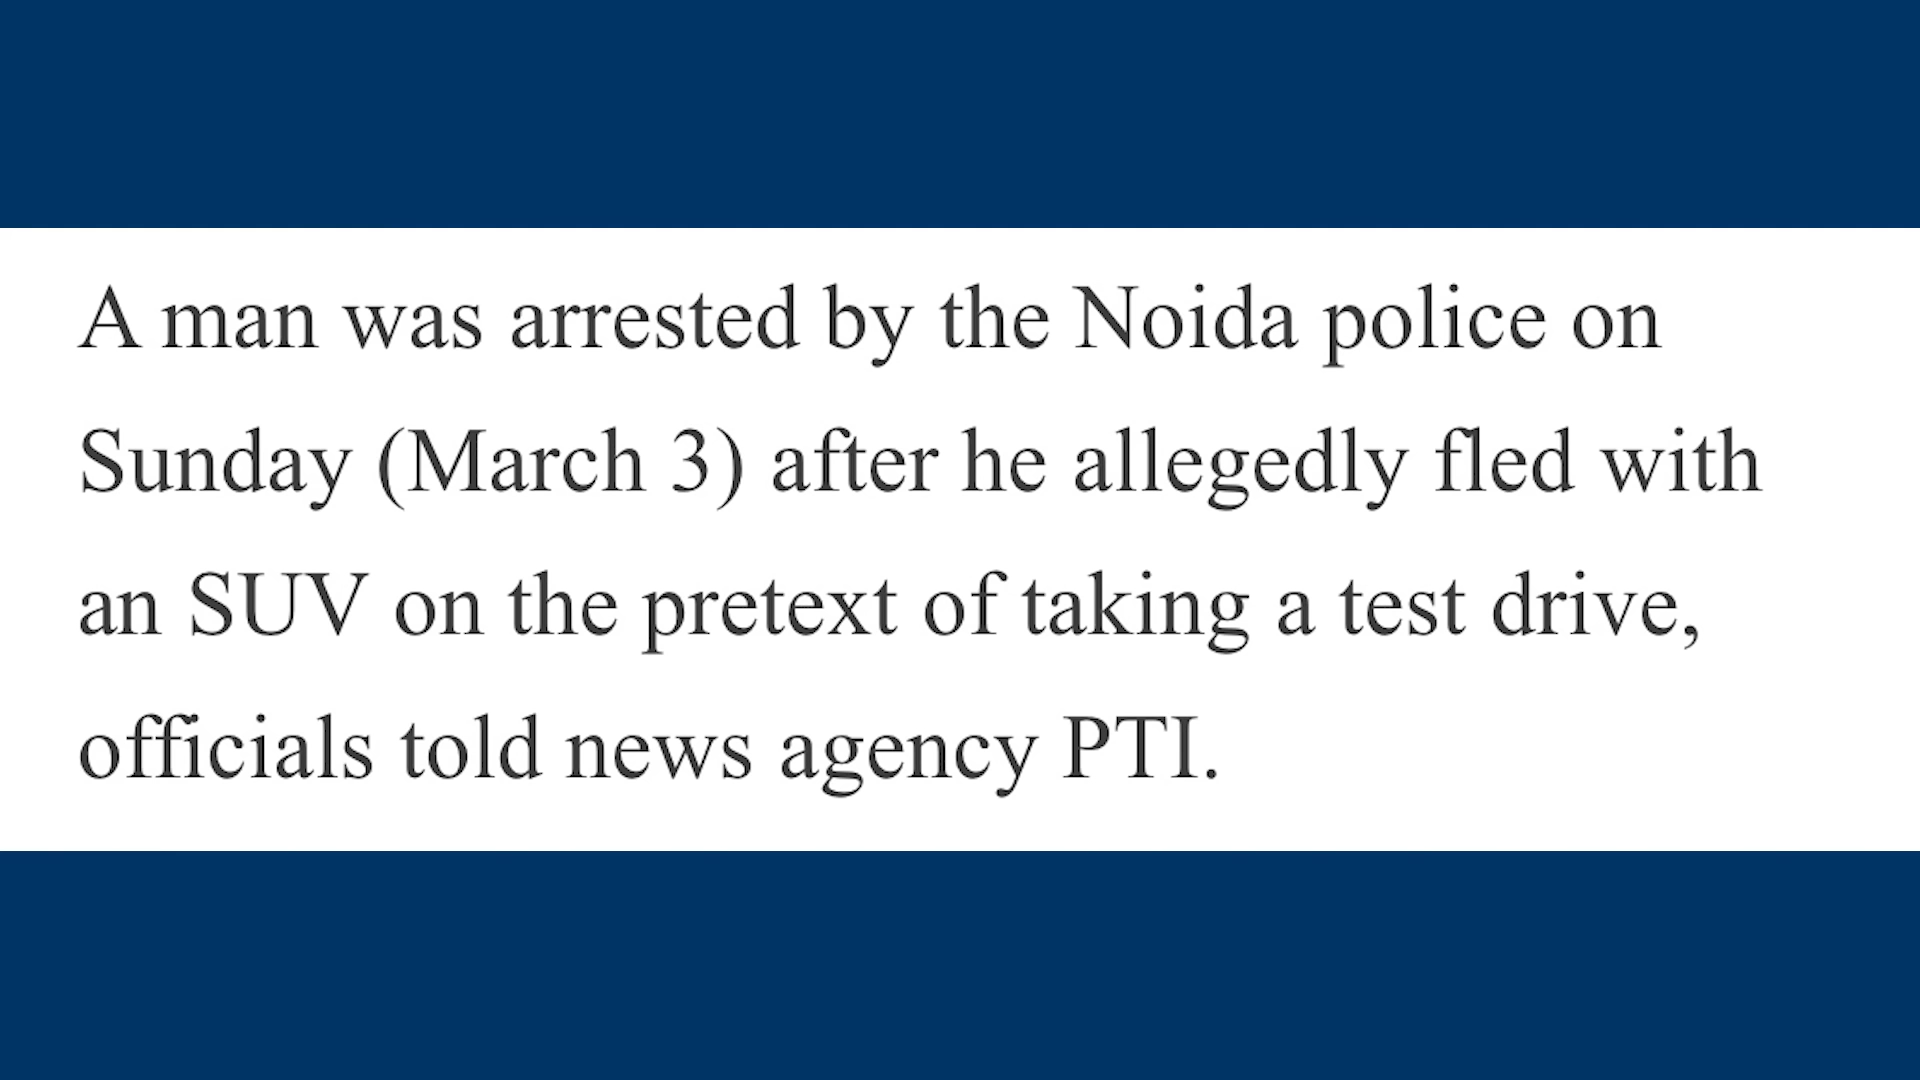 A man was arrested by the Noida police on
Sunday (March 3) after he allegedly fled with
an SUV on the pretext of taking a test drive,
officials told news agency PTI.